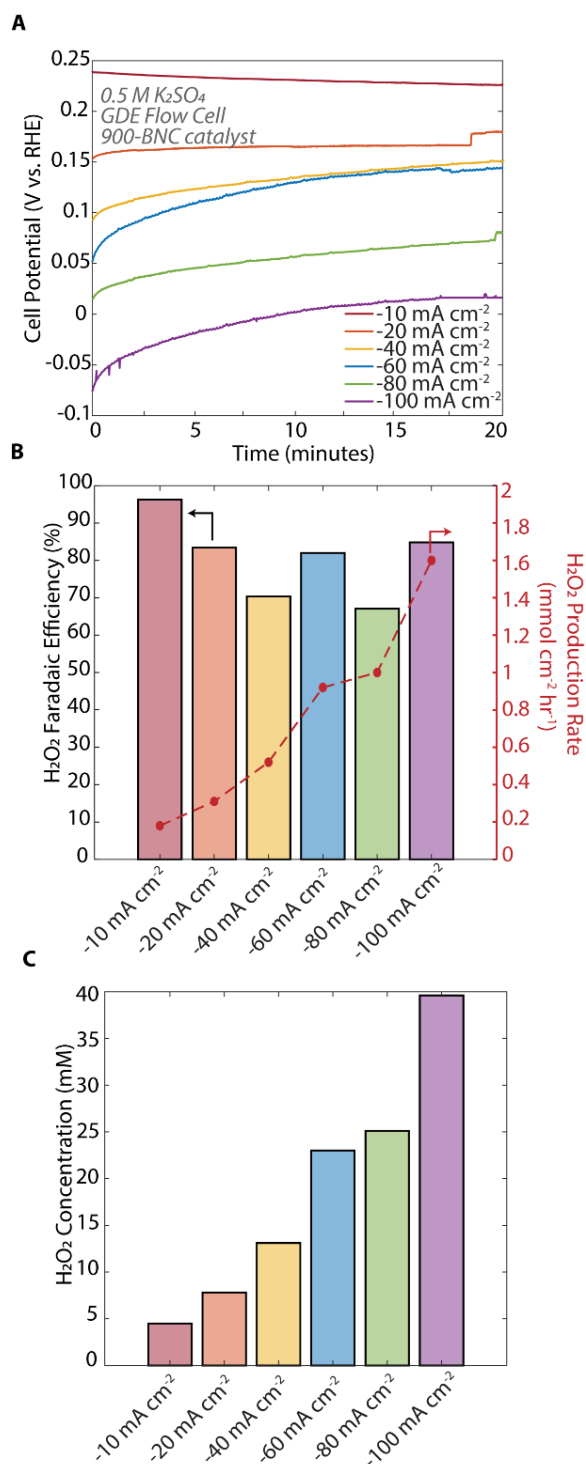 A
0.25
0.2
0.15
0.1
0.05
0
-0.05
-0.1
Cell Potential (V vs. RHE)
0.5 M K₂SO₄
GDE Flow Cell
900-BNC catalyst
-10 mA cm⁻²
-20 mA cm⁻²
-40 mA cm⁻²
-60 mA cm⁻²
-80 mA cm⁻²
-100 mA cm⁻²
0 5 10 15 20
Time (minutes)
B
100
90
80
70
60
50
40
30
20
10
0
H₂O₂ Faradaic Efficiency (%)
2
1.8
1.6
1.4
1.2
1
0.8
0.6
0.4
0.2
0
H₂O₂ Production Rate
(mmol cm⁻² hr⁻¹)
-10 mA cm⁻²
-20 mA cm⁻²
-40 mA cm⁻²
-60 mA cm⁻²
-80 mA cm⁻²
-100 mA cm⁻²
C
40
35
30
25
20
15
10
5
0
H₂O₂ Concentration (mM)
-10 mA cm⁻²
-20 mA cm⁻²
-40 mA cm⁻²
-60 mA cm⁻²
-80 mA cm⁻²
-100 mA cm⁻²